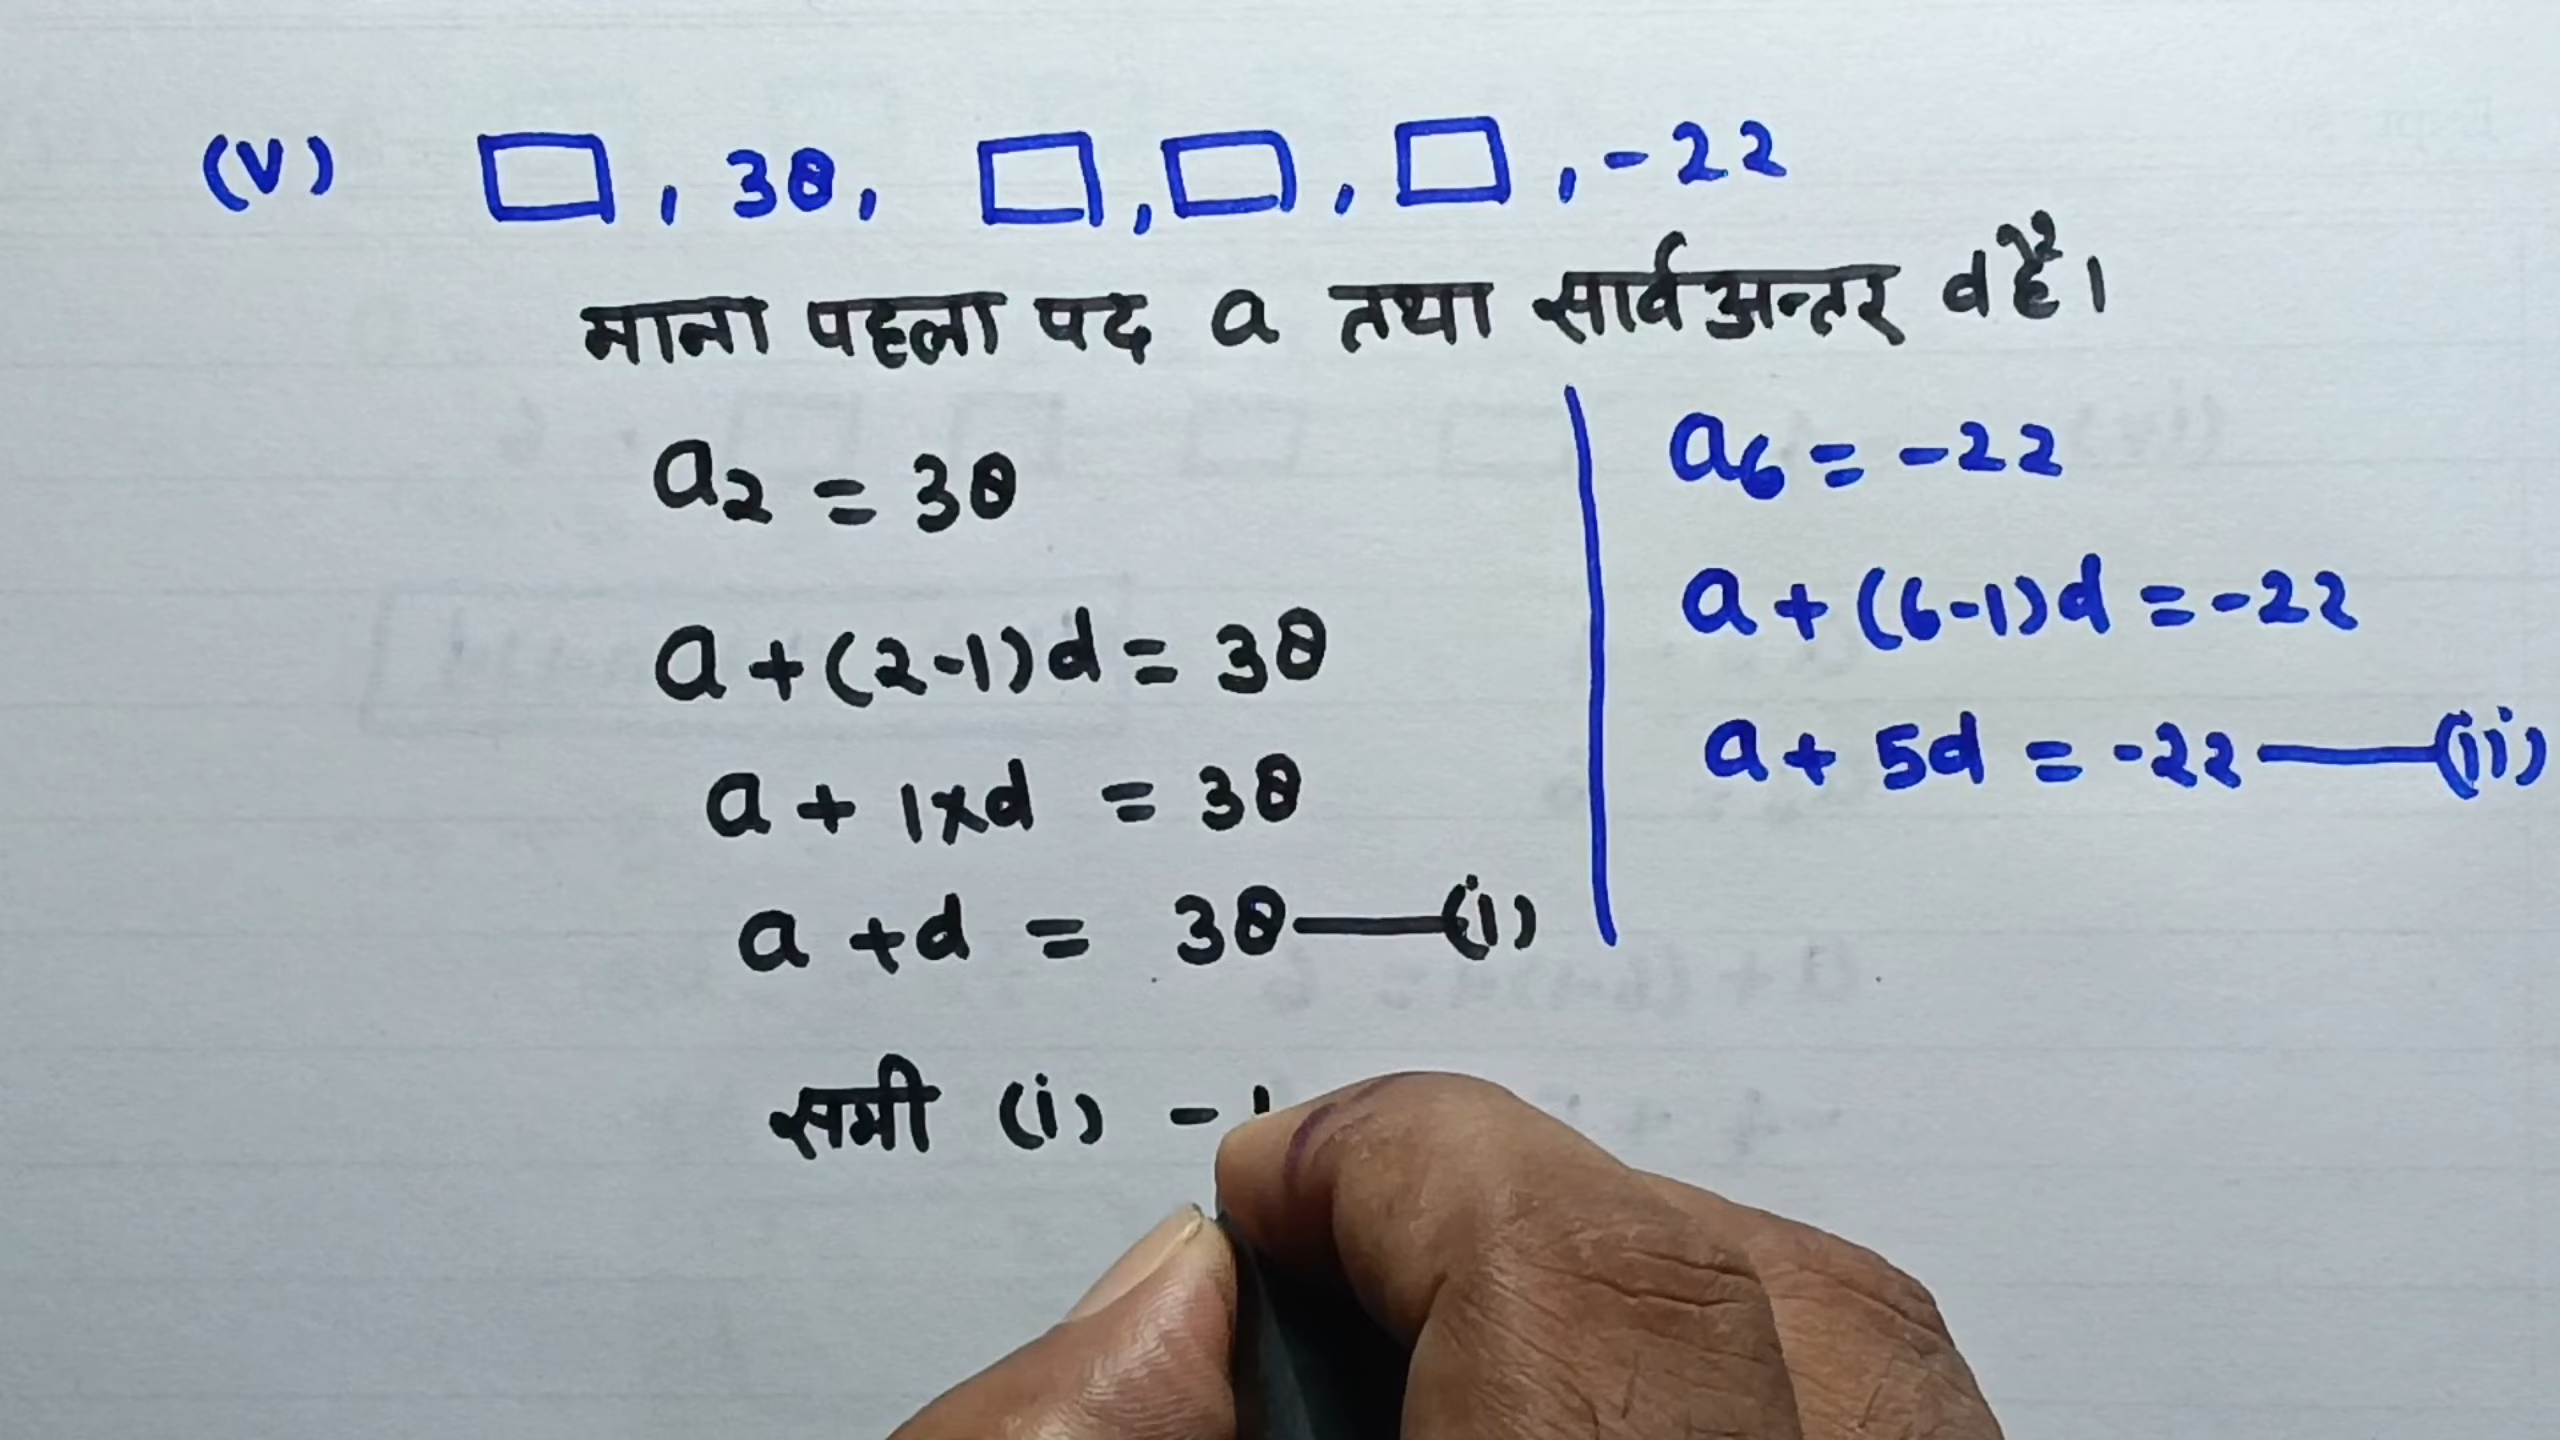 (V) □, 38, □, □, □, -22
माना पहला पद a तथा सार्वअन्तर d है।
a₂ = 38
a + (2-1)d = 38
a + 1×d = 38
a + d = 38 —(i)
a₆ = -22
a + (6-1)d = -22
a + 5d = -22 —(ii)
समी (i) -